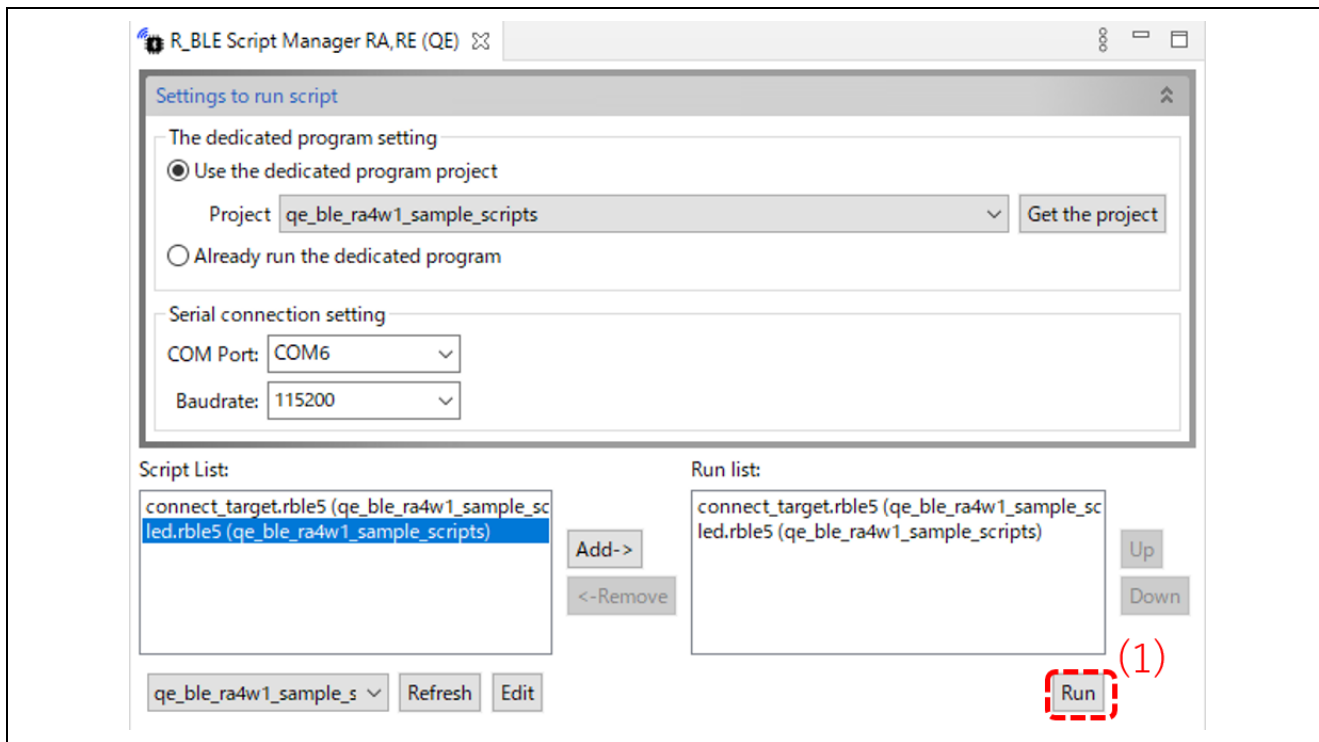 R_BLE Script Manager RA,RE (QE)
Settings to run script
The dedicated program setting
Use the dedicated program project
Project qe_ble_ra4w1_sample_scripts Get the project
Already run the dedicated program
Serial connection setting
COM Port: COM6
Baudrate: 115200
Script List: Run list:
connect_target.rble5 (qe_ble_ra4w1_sample_sc connect_target.rble5 (qe_ble_ra4w1_sample_sc
led.rble5 (qe_ble_ra4w1_sample_scripts) led.rble5 (qe_ble_ra4w1_sample_scripts)
Add-> Up
<-Remove Down
(1)
qe_ble_ra4w1_sample_s Refresh Edit Run